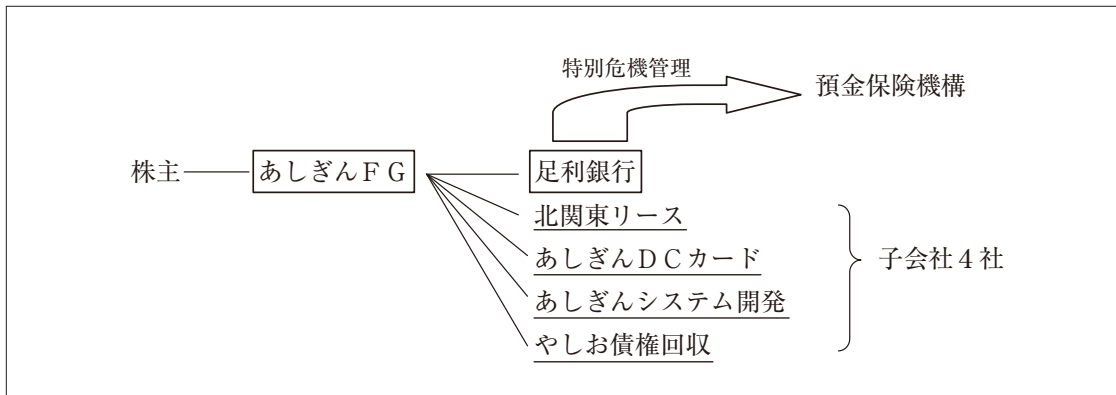 特別危機管理
預金保険機構
株主
あしぎんＦＧ
足利銀行
北関東リース
あしぎんＤＣカード
子会社４社
あしぎんシステム開発
やしお債権回収